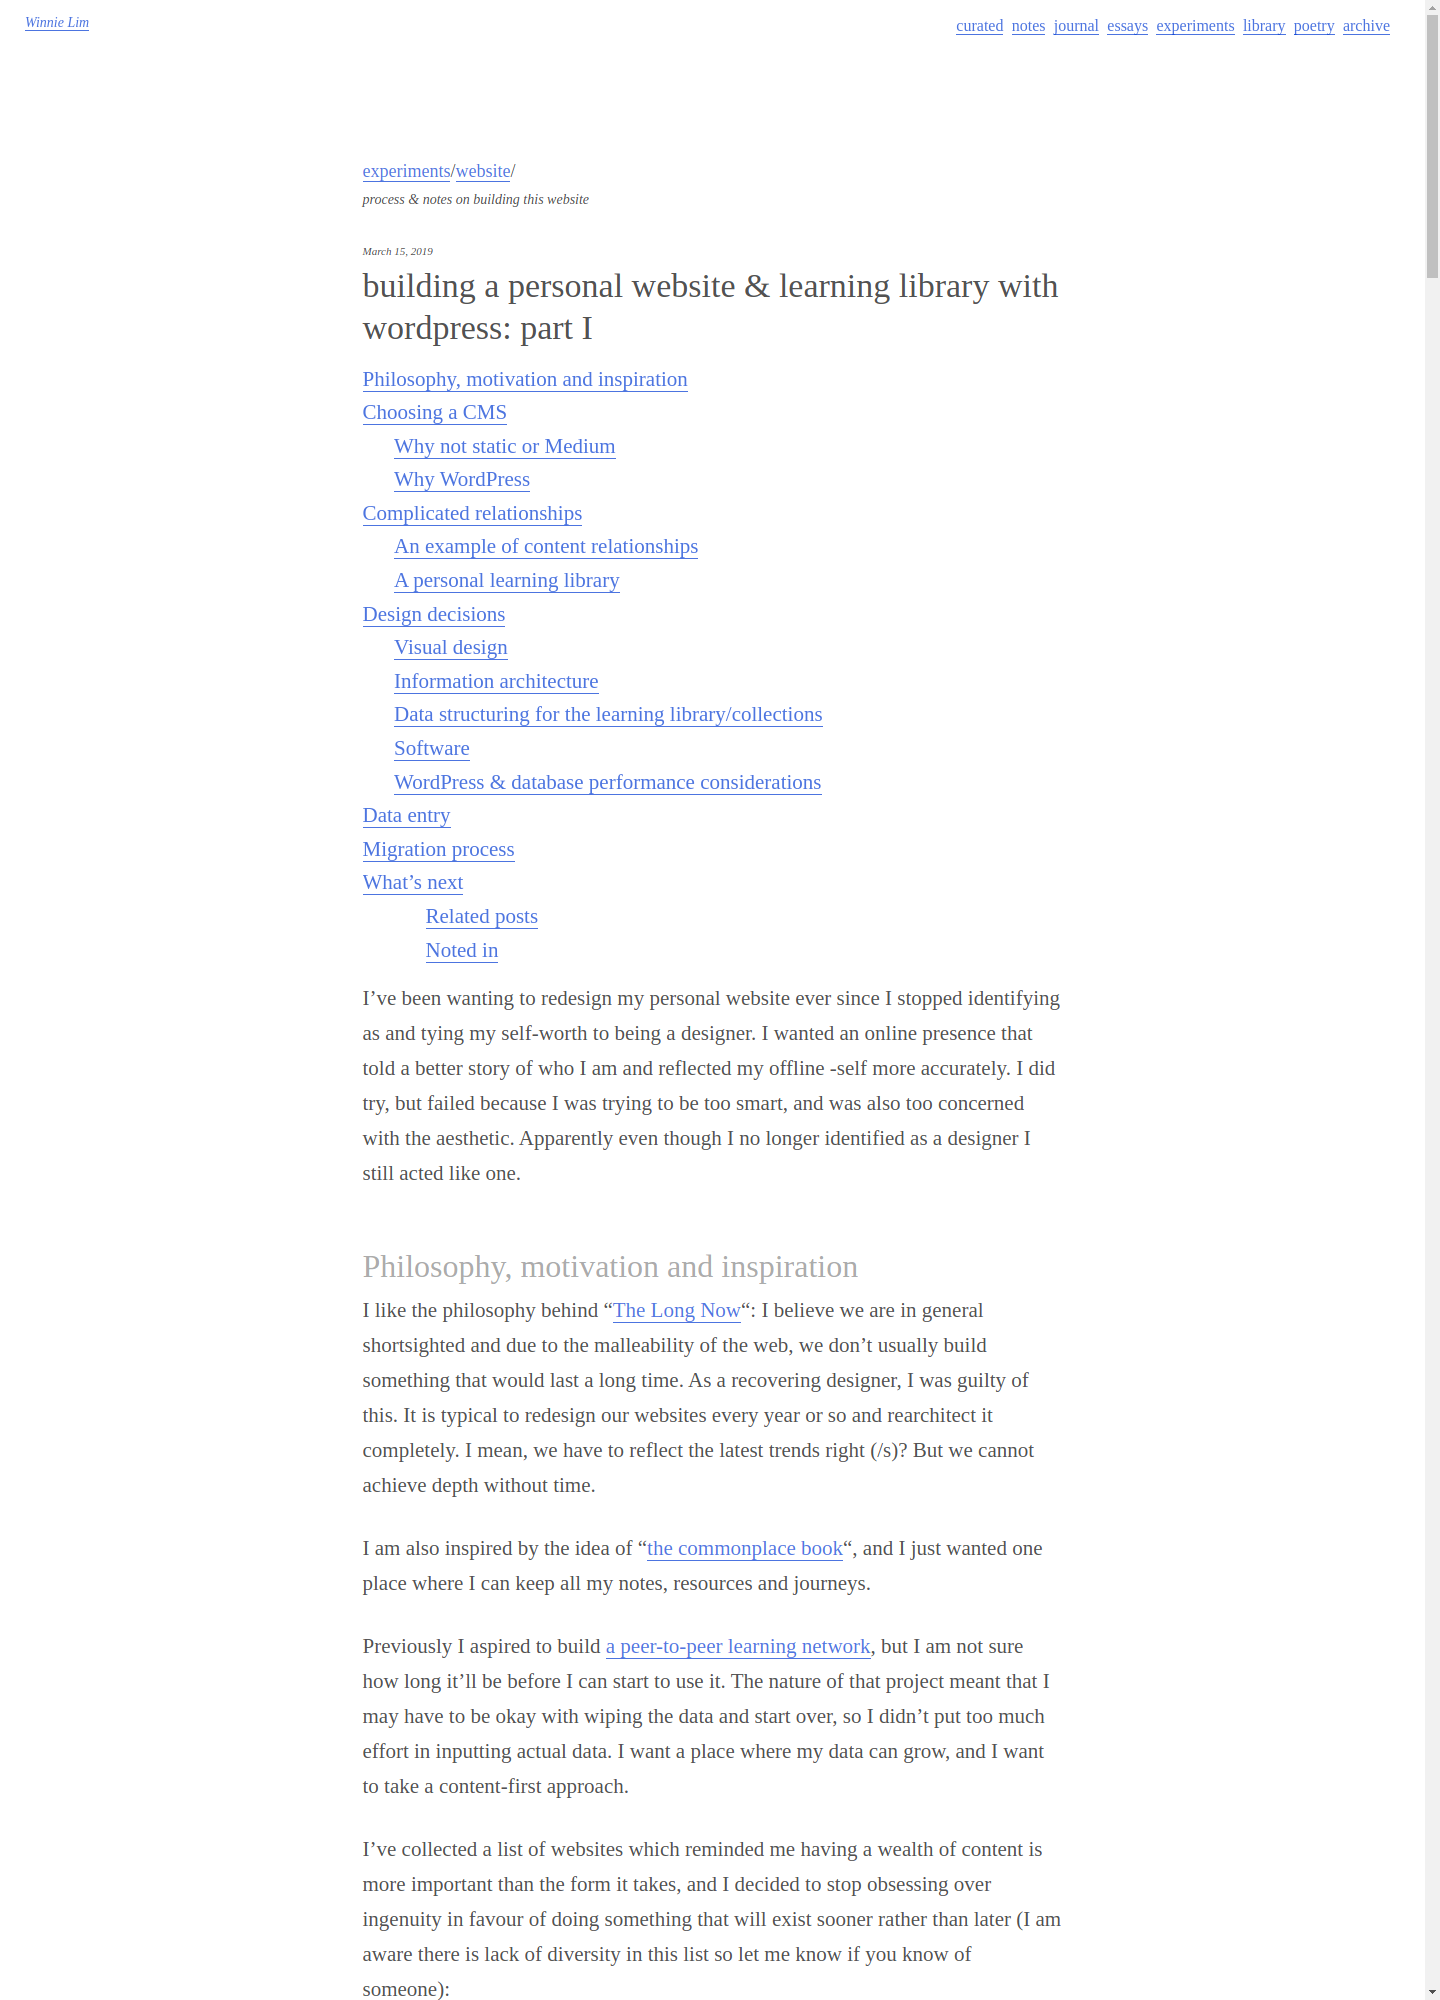 Winnie Lim
curated notes journal essays experiments library poetry archive
experiments/website/
process & notes on building this website
March 15, 2019
building a personal website & learning library with
wordpress: part I
Philosophy, motivation and inspiration
Choosing a CMS
Why not static or Medium
Why WordPress
Complicated relationships
An example of content relationships
A personal learning library
Design decisions
Visual design
Information architecture
Data structuring for the learning library/collections
Software
WordPress & database performance considerations
Data entry
Migration process
What’s next
Related posts
Noted in
I’ve been wanting to redesign my personal website ever since I stopped identifying
as and tying my self-worth to being a designer. I wanted an online presence that
told a better story of who I am and reflected my offline -self more accurately. I did
try, but failed because I was trying to be too smart, and was also too concerned
with the aesthetic. Apparently even though I no longer identified as a designer I
still acted like one.
Philosophy, motivation and inspiration
I like the philosophy behind “The Long Now“: I believe we are in general
shortsighted and due to the malleability of the web, we don’t usually build
something that would last a long time. As a recovering designer, I was guilty of
this. It is typical to redesign our websites every year or so and rearchitect it
completely. I mean, we have to reflect the latest trends right (/s)? But we cannot
achieve depth without time.
I am also inspired by the idea of “the commonplace book“, and I just wanted one
place where I can keep all my notes, resources and journeys.
Previously I aspired to build a peer-to-peer learning network, but I am not sure
how long it’ll be before I can start to use it. The nature of that project meant that I
may have to be okay with wiping the data and start over, so I didn’t put too much
effort in inputting actual data. I want a place where my data can grow, and I want
to take a content-first approach.
I’ve collected a list of websites which reminded me having a wealth of content is
more important than the form it takes, and I decided to stop obsessing over
ingenuity in favour of doing something that will exist sooner rather than later (I am
aware there is lack of diversity in this list so let me know if you know of
someone):